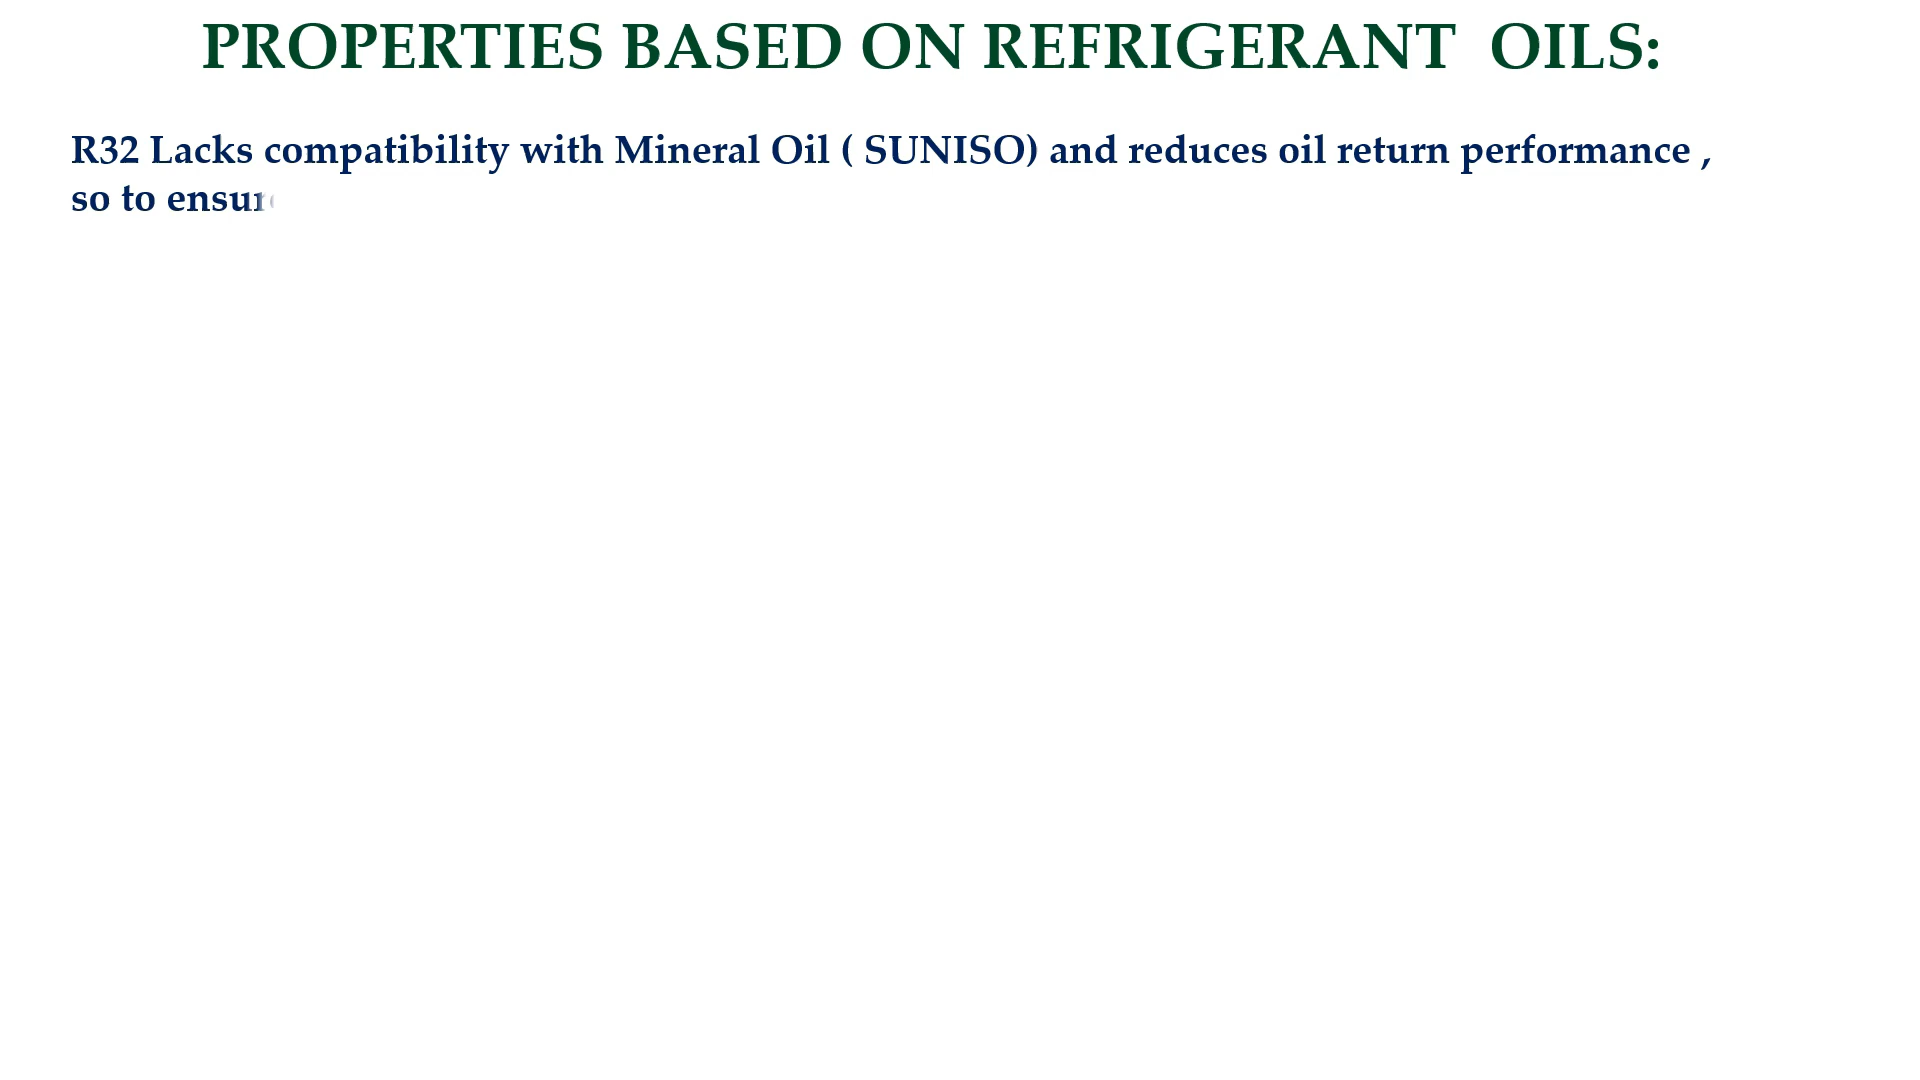 PROPERTIES BASED ON REFRIGERANT  OILS:
R32 Lacks compatibility with Mineral Oil ( SUNISO) and reduces oil return performance ,
so to ensure